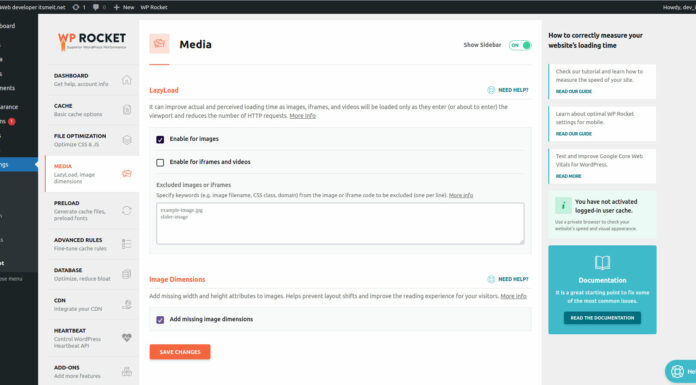 Web developer itsmeit.net
1
0
New
WP Rocket
Howdy, dev_i
board
ments
arance
ns 1
ngs
ose menu
WP ROCKET
Superior WordPress Performance
DASHBOARD
Get help, account info
CACHE
Basic cache options
FILE OPTIMIZATION
Optimize CSS & JS
MEDIA
LazyLoad, image
dimensions
PRELOAD
Generate cache files,
preload fonts
ADVANCED RULES
Fine-tune cache rules
DATABASE
Optimize, reduce bloat
CDN
Integrate your CDN
HEARTBEAT
Control WordPress
Heartbeat API
ADD-ONS
Add more features
Media
Show Sidebar
ON
LazyLoad
NEED HELP?
It can improve actual and perceived loading time as images, iframes, and videos will be loaded only as they enter (or about to enter) the
viewport and reduces the number of HTTP requests. More info
Enable for images
Enable for iframes and videos
Excluded images or iframes
Specify keywords (e.g. image filename, CSS class, domain) from the image or iframe code to be excluded (one per line). More info
example-image.jpg
slider-image
Image Dimensions
NEED HELP?
Add missing width and height attributes to images. Helps prevent layout shifts and improve the reading experience for your visitors. More info
Add missing image dimensions
SAVE CHANGES
How to correctly measure your
website's loading time
Check our tutorial and learn how to
measure the speed of your site.
READ OUR GUIDE
Learn about optimal WP Rocket
settings for mobile.
READ OUR GUIDE
Test and Improve Google Core Web
Vitals for WordPress.
READ MORE
You have not activated
logged-in user cache.
Use a private browser to check your
website's speed and visual appearance.
Documentation
It is a great starting point to fix some
of the most common issues.
READ THE DOCUMENTATION